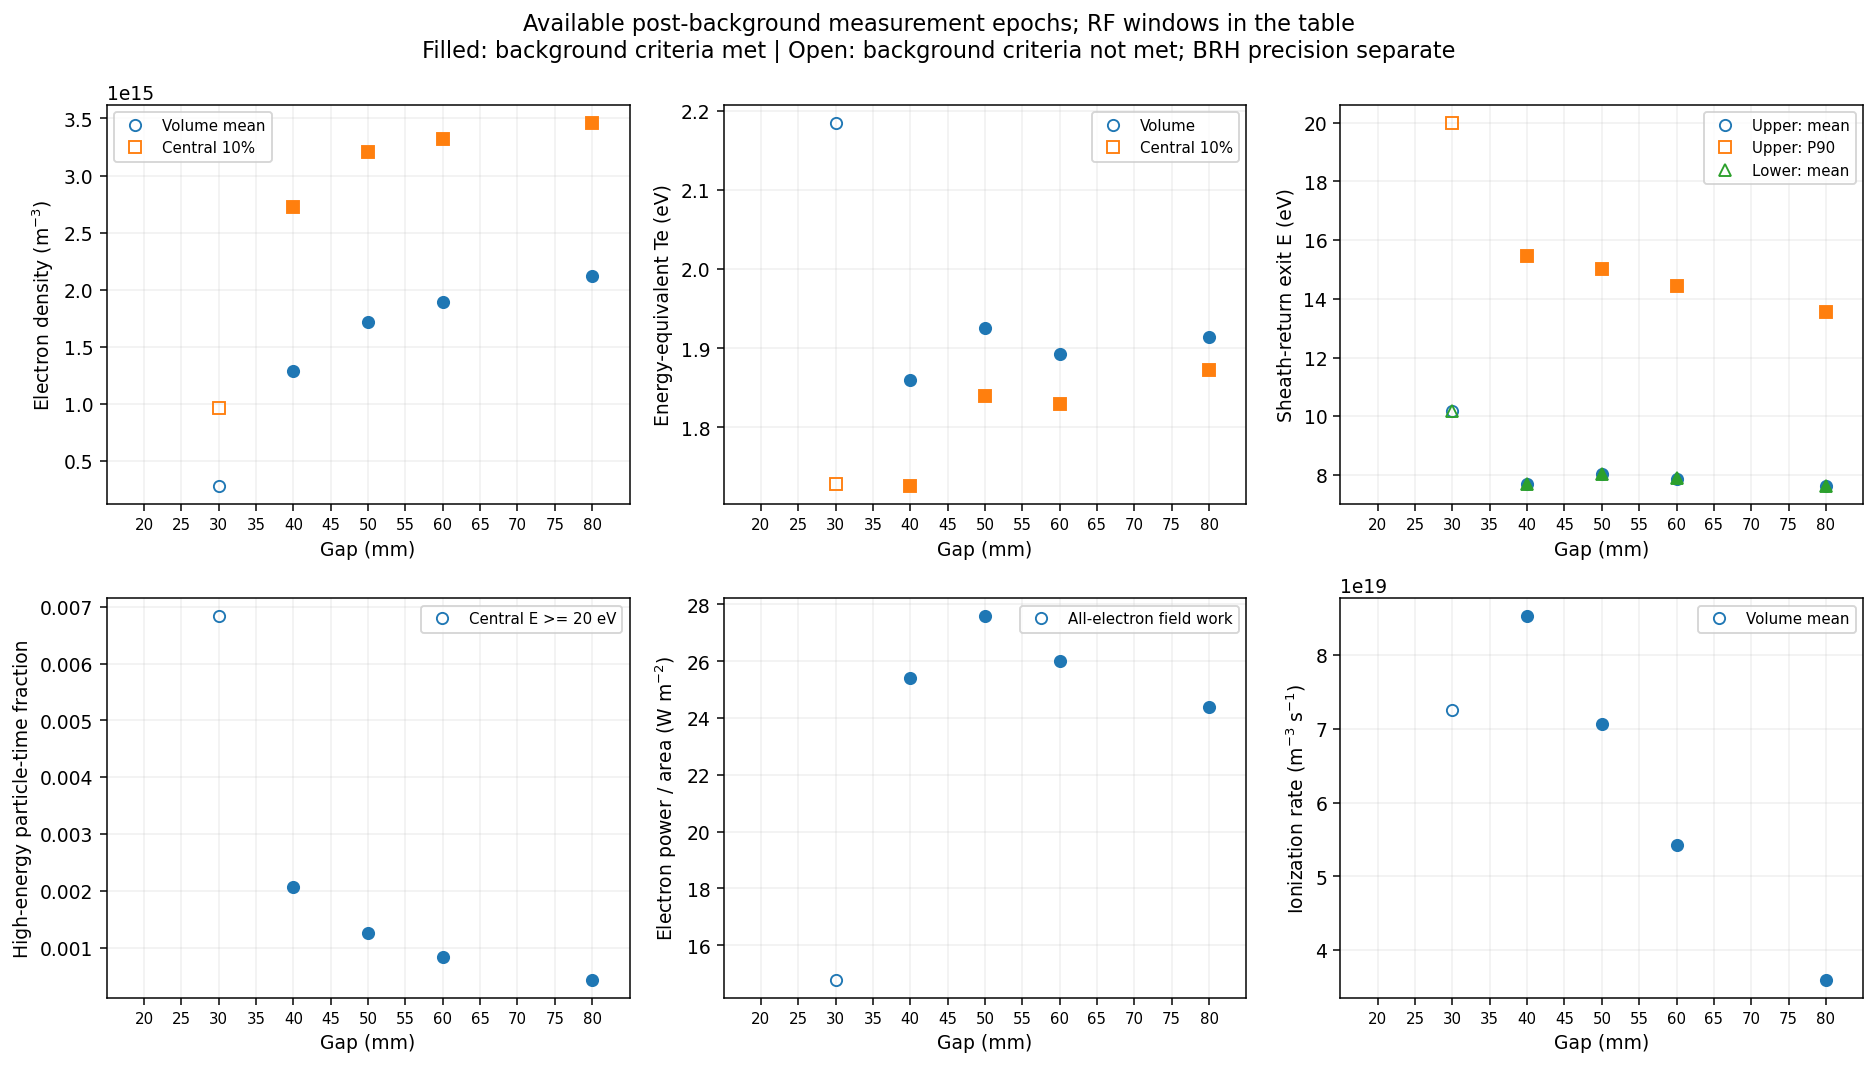 Available post-background measurement epochs; RF windows in the table
Filled: background criteria met | Open: background criteria not met; BRH precision separate
1e15
Electron density (m⁻³)
3.5
3.0
2.5
2.0
1.5
1.0
0.5
Volume mean
Central 10%
20 25 30 35 40 45 50 55 60 65 70 75 80
Gap (mm)
Energy-equivalent Te (eV)
2.2
2.1
2.0
1.9
1.8
Volume
Central 10%
20 25 30 35 40 45 50 55 60 65 70 75 80
Gap (mm)
Sheath-return exit E (eV)
20
18
16
14
12
10
8
Upper: mean
Upper: P90
Lower: mean
20 25 30 35 40 45 50 55 60 65 70 75 80
Gap (mm)
High-energy particle-time fraction
0.007
0.006
0.005
0.004
0.003
0.002
0.001
Central E >= 20 eV
20 25 30 35 40 45 50 55 60 65 70 75 80
Gap (mm)
Electron power / area (W m⁻²)
28
26
24
22
20
18
16
All-electron field work
20 25 30 35 40 45 50 55 60 65 70 75 80
Gap (mm)
1e19
Ionization rate (m⁻³ s⁻¹)
8
7
6
5
4
Volume mean
20 25 30 35 40 45 50 55 60 65 70 75 80
Gap (mm)